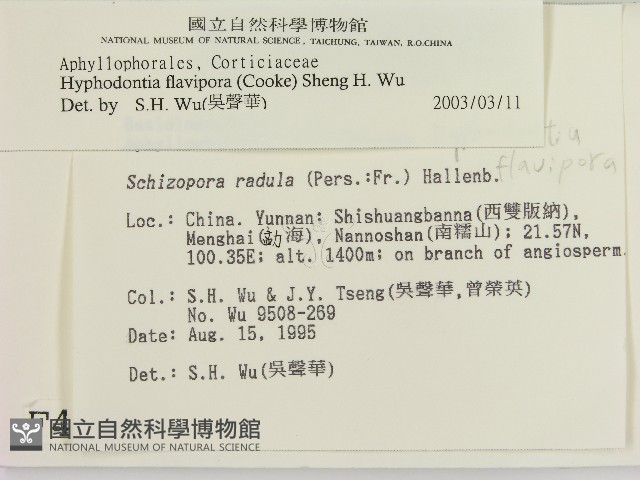 國立自然科學博物館
NATIONAL MUSEUM OF NATURAL SCIENCE, TAICHUNG, TAIWAN, R.O.CHINA
Aphyllophorales, Corticiaceae
Hyphodontia flavipora (Cooke) Sheng H. Wu
Det. by S.H. Wu(吳聲華) 2003/03/11
flavipora
Schizopora radula (Pers.:Fr.) Hallenb.
Loc.: China. Yunnan: Shishuangbanna(西雙版納),
Menghai(勐海), Nannoshan(南糯山); 21.57N,
100.35E; alt. 1400m; on branch of angiosperm.
Col.: S.H. Wu & J.Y. Tseng(吳聲華,曾榮英)
No. Wu 9508-269
Date: Aug. 15, 1995
Det.: S.H. Wu(吳聲華)
國立自然科學博物館
NATIONAL MUSEUM OF NATURAL SCIENCE